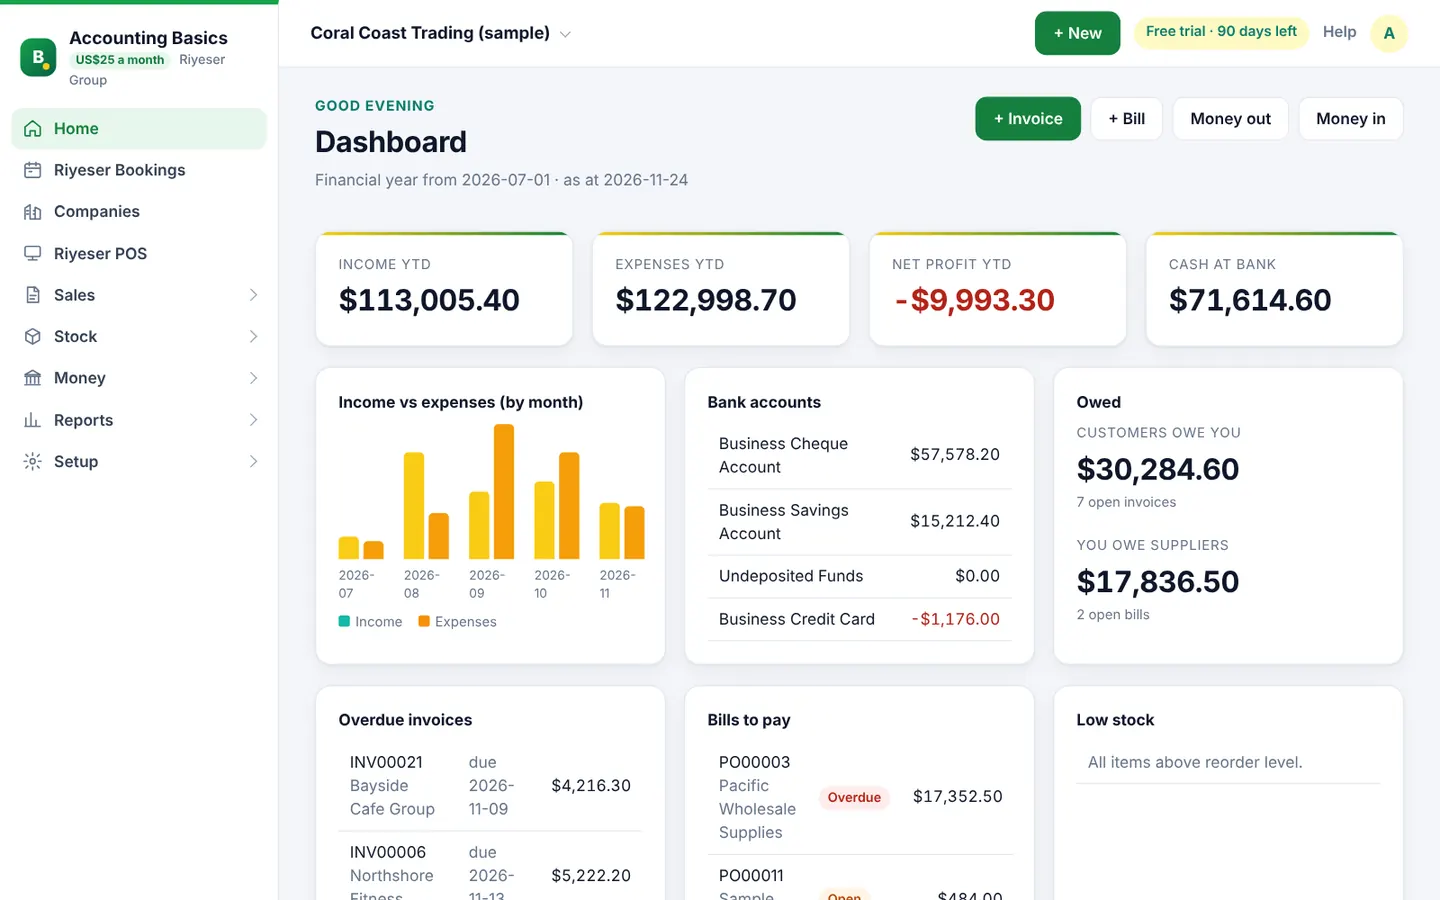 B.
Accounting Basics
US$25 a month Riyeser
Group
Home
Riyeser Bookings
Companies
Riyeser POS
Sales
Stock
Money
Reports
Setup
Coral Coast Trading (sample)
+ New
Free trial · 90 days left
Help
A
GOOD EVENING
Dashboard
Financial year from 2026-07-01 · as at 2026-11-24
+ Invoice
+ Bill
Money out
Money in
INCOME YTD
$113,005.40
EXPENSES YTD
$122,998.70
NET PROFIT YTD
-$9,993.30
CASH AT BANK
$71,614.60
Income vs expenses (by month)
2026-
07
2026-
08
2026-
09
2026-
10
2026-
11
Income
Expenses
Bank accounts
Business Cheque
Account
$57,578.20
Business Savings
Account
$15,212.40
Undeposited Funds
$0.00
Business Credit Card
-$1,176.00
Owed
CUSTOMERS OWE YOU
$30,284.60
7 open invoices
YOU OWE SUPPLIERS
$17,836.50
2 open bills
Overdue invoices
INV00021
Bayside
Cafe Group
due
2026-
11-09
$4,216.30
INV00006
Northshore
Fitness
due
2026-
11-13
$5,222.20
Bills to pay
PO00003
Pacific
Wholesale
Supplies
Overdue
$17,352.50
PO00011
Sample
Open
$484.00
Low stock
All items above reorder level.